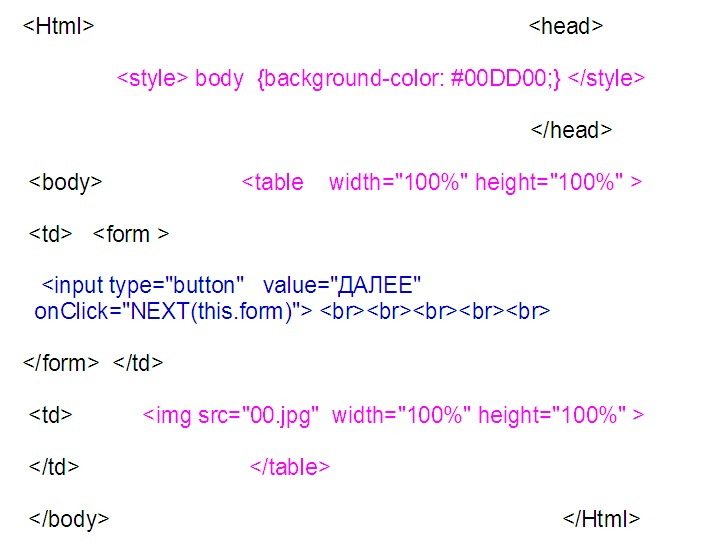 <Html> <head>
<style> body {background-color: #00DD00;} </style>
</head>
<body> <table width="100%" height="100%" >
<td> <form >
<input type="button" value="ДАЛЕЕ"
onClick="NEXT(this.form)"> <br><br><br><br><br>
</form> </td>
<td> <img src="00.jpg" width="100%" height="100%" >
</td> </table>
</body> </Html>